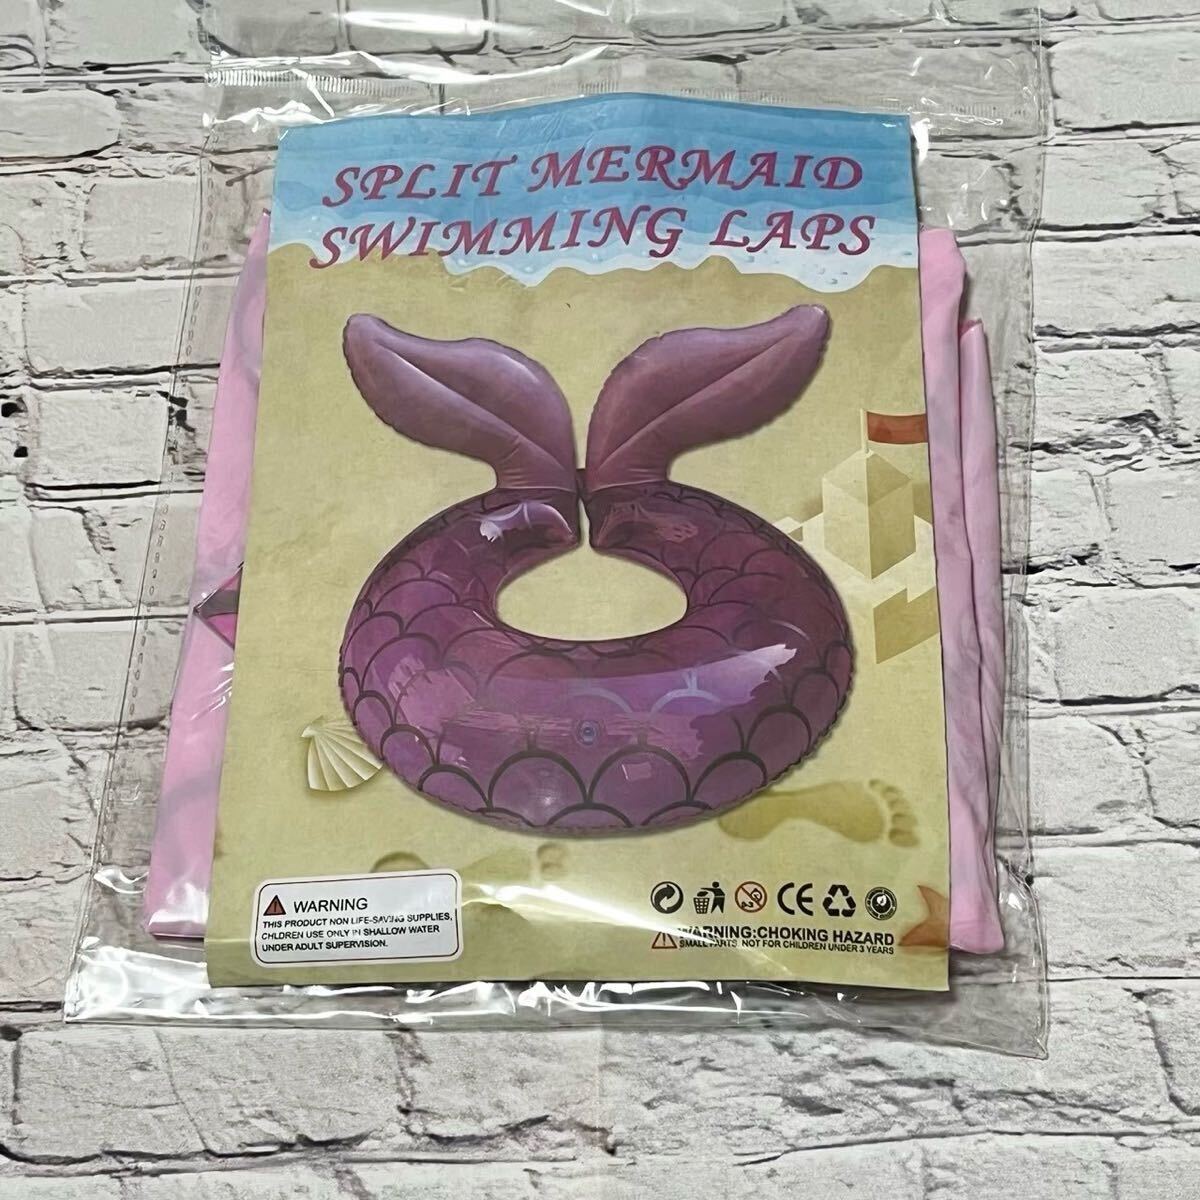 SPLIT MERMAID
SWIMMING LAPS
WARNING
THIS PRODUCT NON LIFE-SAVING SUPPLIES,
CHLDREN USE ONLY IN SHALLOW WATER
UNDER ADULT SUPERVISION.
CE
WARNING:CHOKING HAZARD
SMALL PARTS. NOT FOR CHILDREN UNDER 3 YEARS